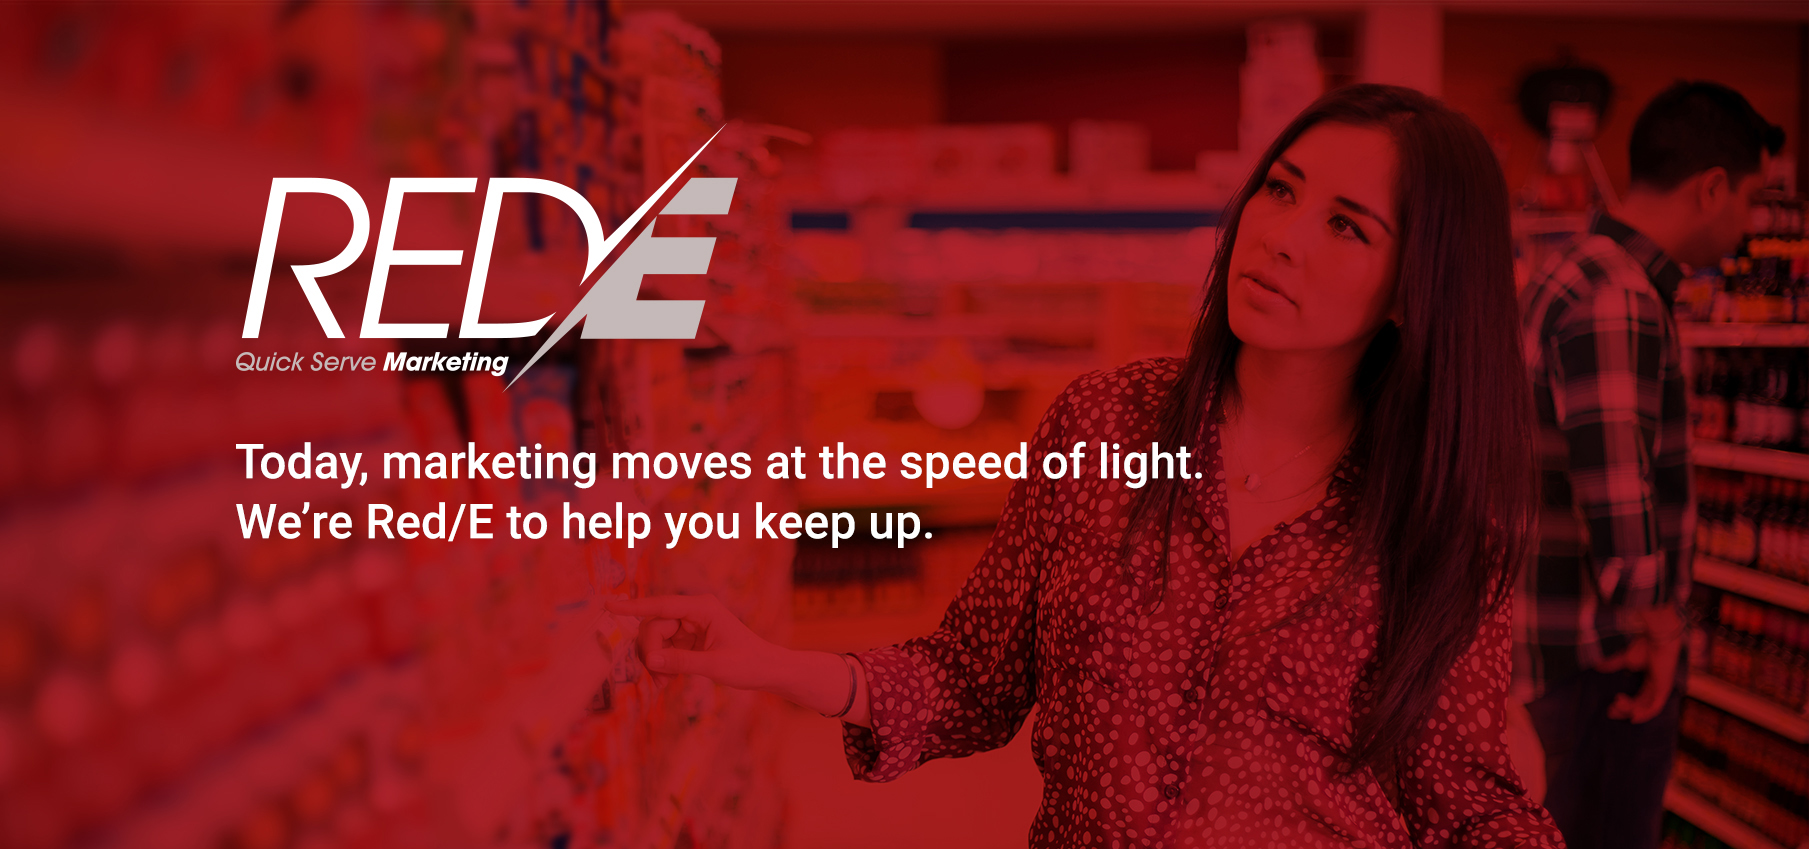 RED/E
Quick Serve Marketing
Today, marketing moves at the speed of light.
We’re Red/E to help you keep up.